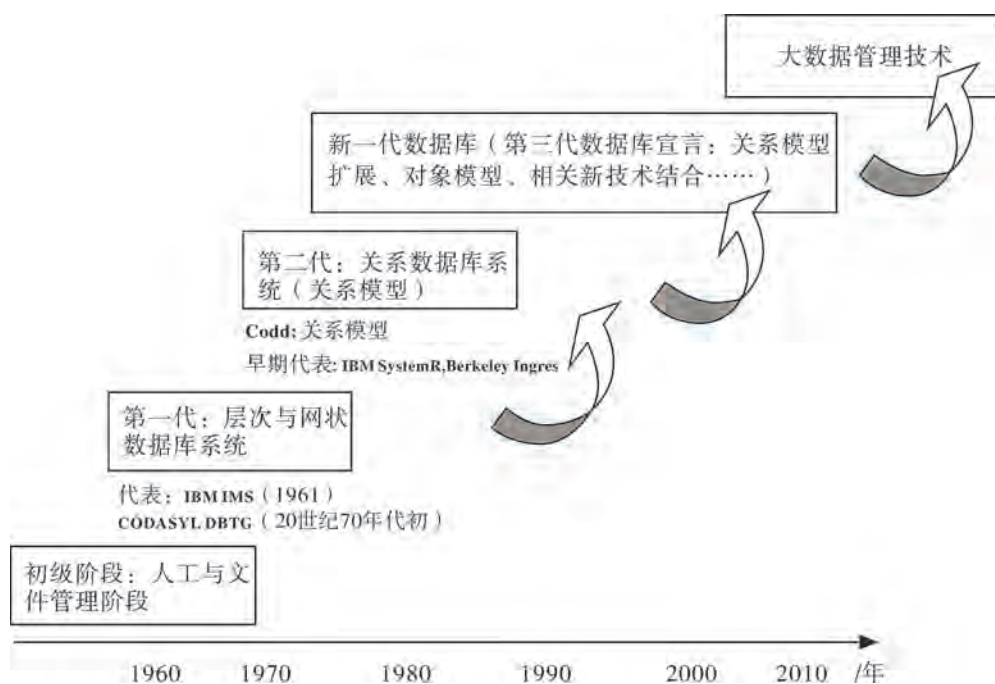 大数据管理技术
新一代数据库（第三代数据库宣言：关系模型
扩展、对象模型、相关新技术结合……）
第二代：关系数据库系
统（关系模型）
Codd:关系模型
早期代表:IBM SystemR,Berkeley Ingres
第一代：层次与网状
数据库系统
代表：IBM IMS（1961）
CODASYL DBTG（20世纪70年代初）
初级阶段：人工与文
件管理阶段
1960 1970 1980 1990 2000 2010 /年